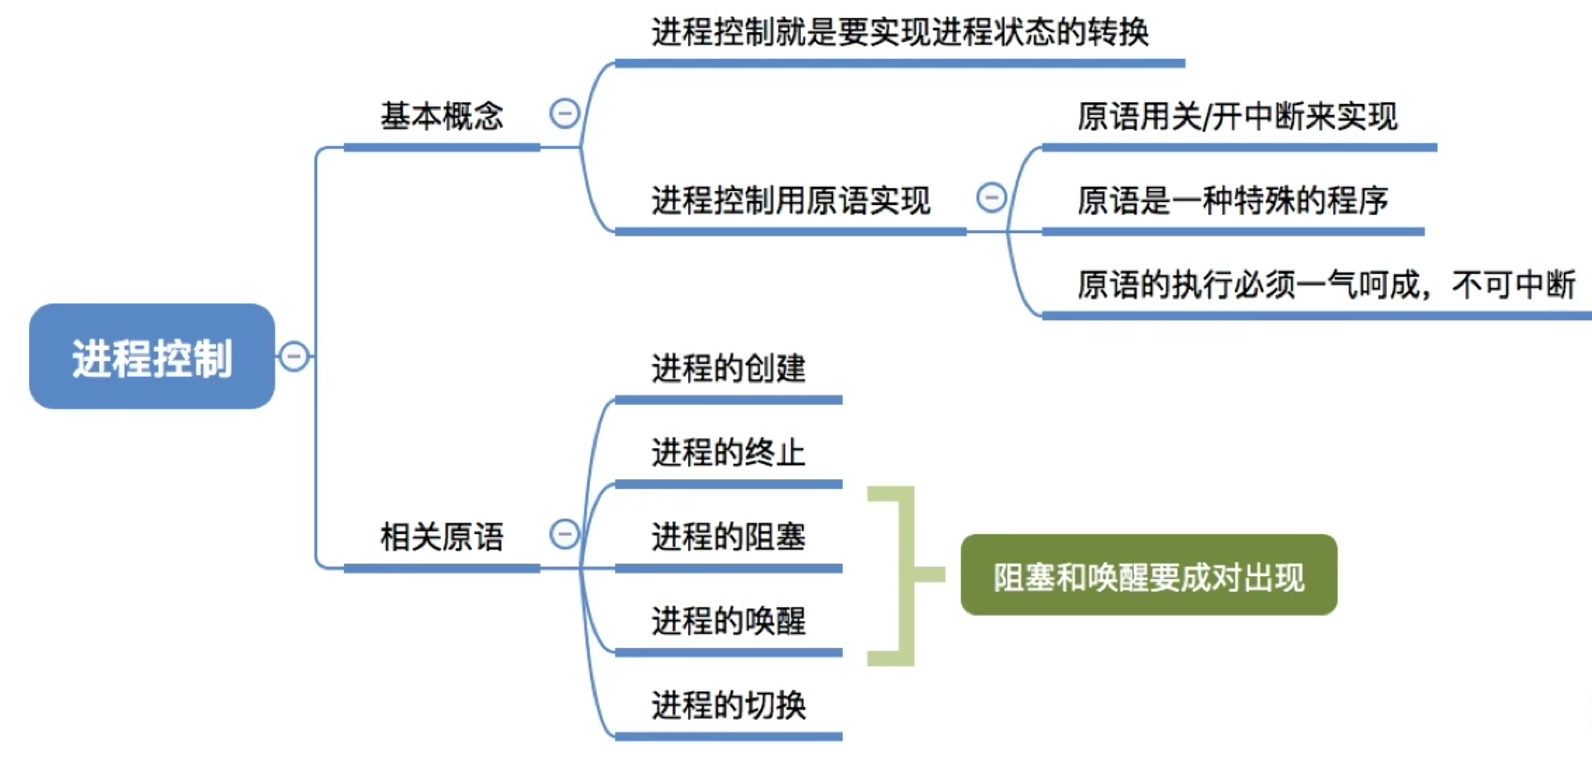 进程控制就是要实现进程状态的转换
基本概念
原语用关/开中断来实现
进程控制用原语实现
原语是一种特殊的程序
原语的执行必须一气呵成，不可中断
进程控制
进程的创建
进程的终止
相关原语
进程的阻塞
阻塞和唤醒要成对出现
进程的唤醒
进程的切换